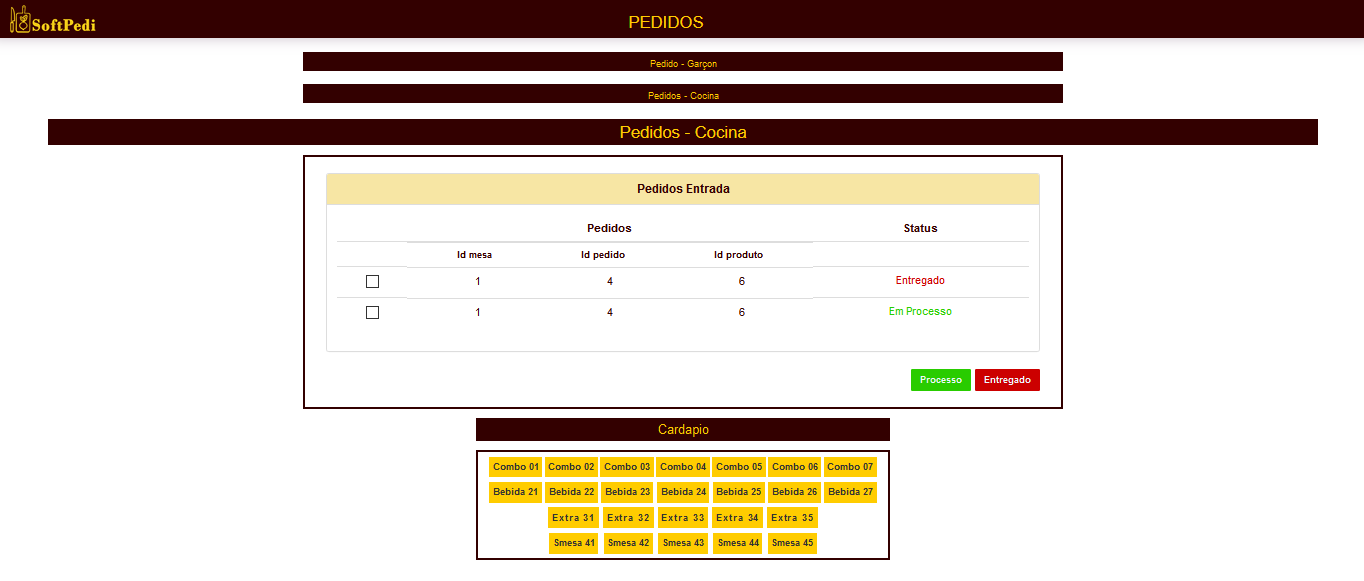 SoftPedi PEDIDOS
Pedido - Garçon
Pedidos - Cocina
Pedidos - Cocina
Pedidos Entrada
Pedidos Status
Id mesa Id pedido Id produto
1 4 6 Entregado
1 4 6 Em Processo
Processo Entregado
Cardapio
Combo 01 Combo 02 Combo 03 Combo 04 Combo 05 Combo 06 Combo 07
Bebida 21 Bebida 22 Bebida 23 Bebida 24 Bebida 25 Bebida 26 Bebida 27
Extra 31 Extra 32 Extra 33 Extra 34 Extra 35
Smesa 41 Smesa 42 Smesa 43 Smesa 44 Smesa 45